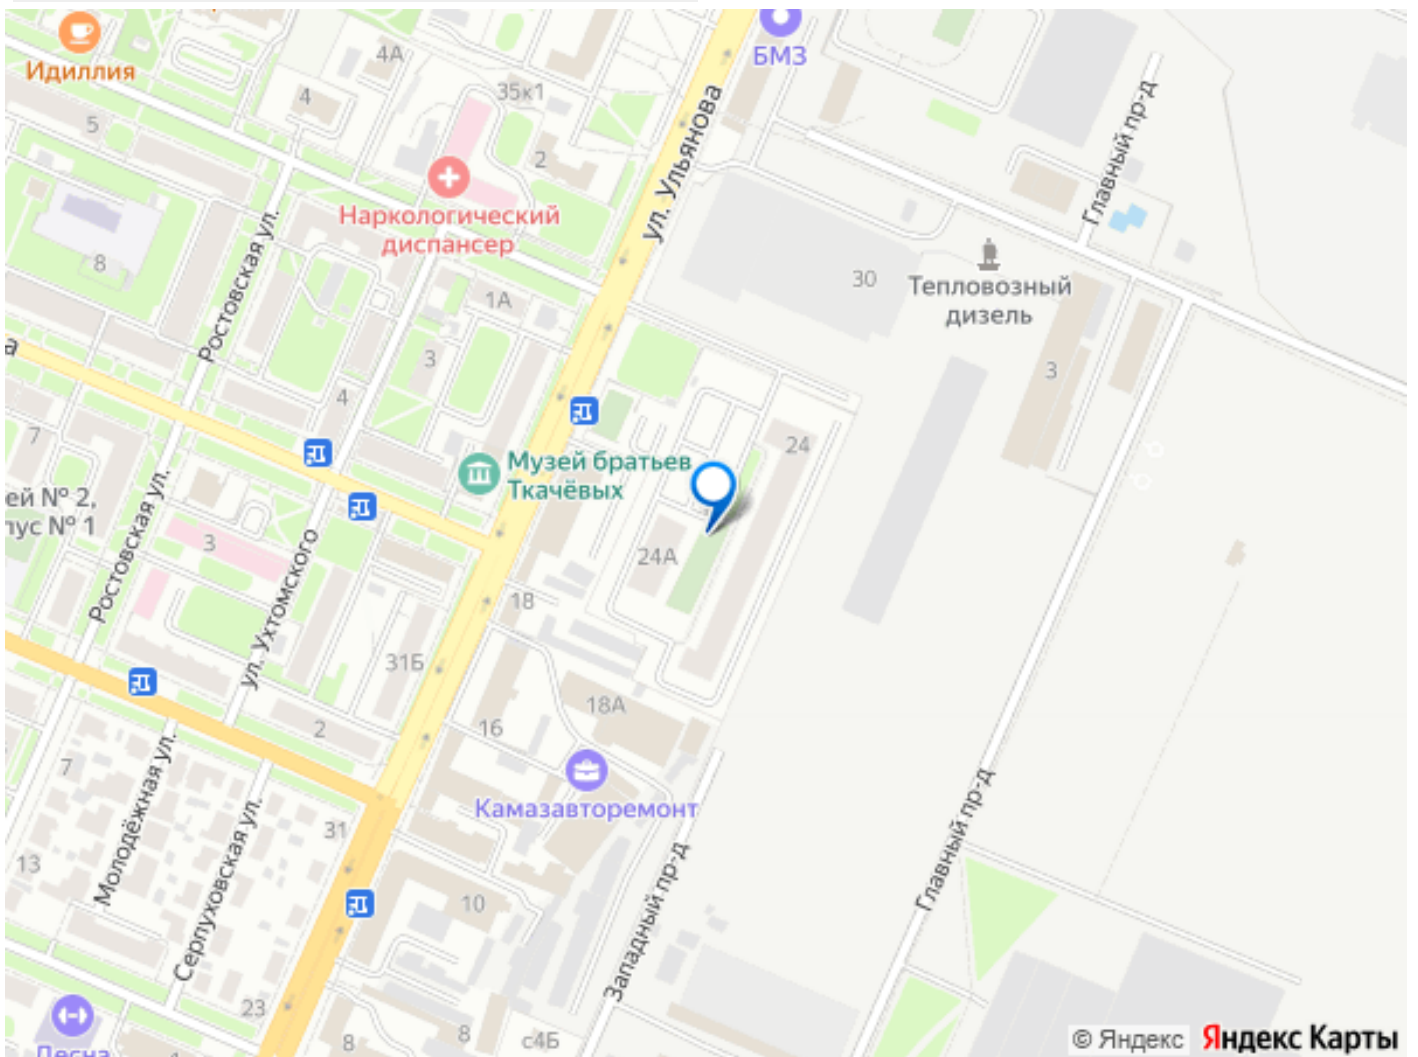 4А
БМЗ
Идиллия
35к1
4
5
2
ул. Ульянова
Главный пр-д
Наркологический
диспансер
Ростовская ул.
8
1А
30
Тепловозный
дизель
3
3
4
7
24
Музей братьев
Ткачёвых
ей № 2,
пус № 1
3
Ростовская ул.
ул. Ухтомского
24А
18
31Б
18А
16
2
7
Молодёжная ул.
Серпуховская ул.
Камазавторемонт
31
13
10
Западный пр-д
Главный пр-д
23
8
8
с4Б
Десна
1
© Яндекс Яндекс Карты